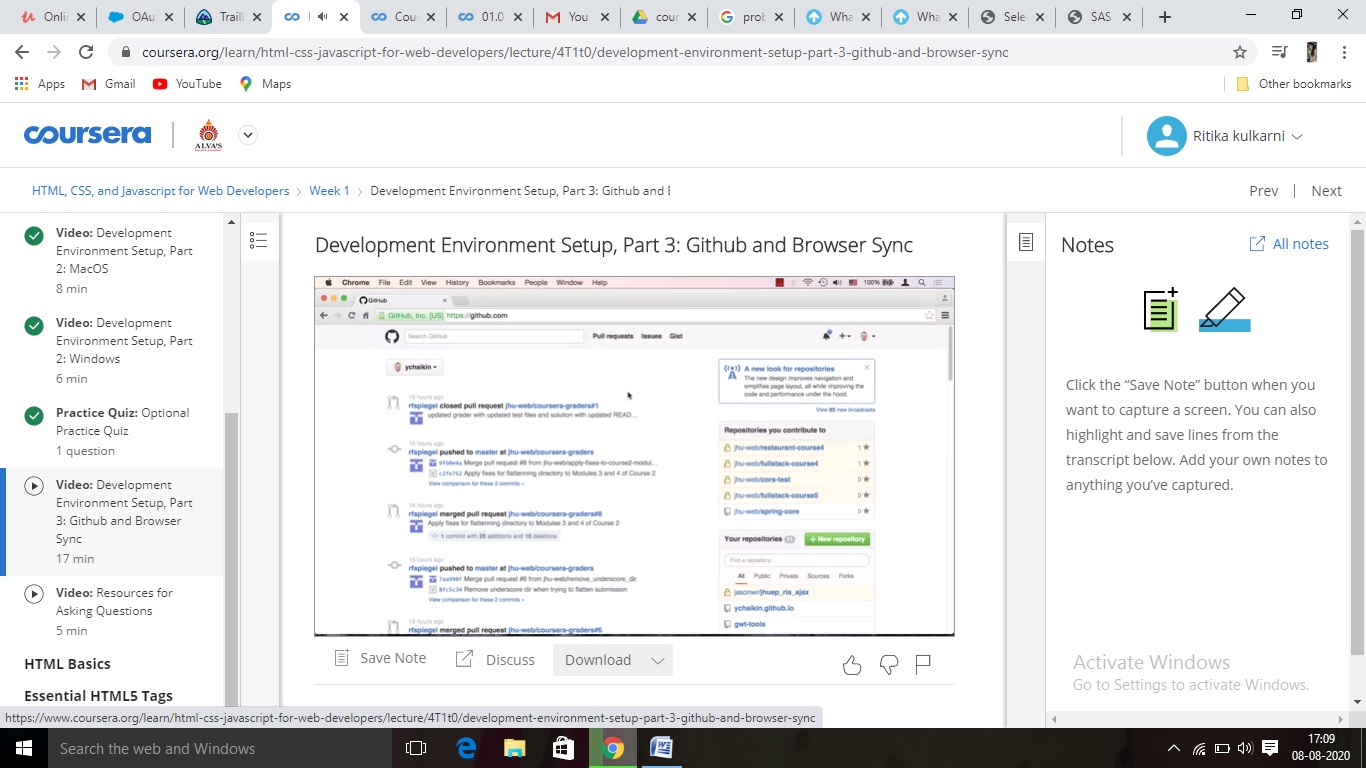 Onlin
OAu
Trailh
Cou
01.0
You
cour
prob
Wha
Wha
Sele
SAS
coursera.org/learn/html-css-javascript-for-web-developers/lecture/4T1t0/development-environment-setup-part-3-github-and-browser-sync
Apps Gmail YouTube Maps Other bookmarks
coursera ALVA'S Ritika kulkarni
HTML, CSS, and Javascript for Web Developers > Week 1 > Development Environment Setup, Part 3: Github and B
Prev | Next
Video: Development
Environment Setup, Part
2: MacOS
8 min
Video: Development
Environment Setup, Part
2: Windows
6 min
Practice Quiz: Optional
Practice Quiz
1 question
Video: Development
Environment Setup, Part
3: Github and Browser
Sync
17 min
Video: Resources for
Asking Questions
5 min
HTML Basics
Essential HTML5 Tags
Development Environment Setup, Part 3: Github and Browser Sync
Chrome File Edit View History Bookmarks People Window Help 100%
GitHub
GitHub, Inc. [US] https://github.com
Search GitHub Pull requests Issues Gist
ychaikin
18 hours ago
rfspiegel closed pull request jhu-web/coursera-graders#1
updated grader with updated test files and solution with updated READ...
18 hours ago
rfspiegel pushed to master at jhu-web/coursera-graders
Merge pull request #8 from jhu-web/apply-fixes-to-course2-modul...
Apply fixes for flattenning directory to Modules 3 and 4 of Course 2
View comparison for these 2 commits »
18 hours ago
rfspiegel merged pull request jhu-web/coursera-graders#8
Apply fixes for flatenning directory to Modules 3 and 4 of Course 2
1 commit with 26 additions and 16 deletions
18 hours ago
rfspiegel pushed to master at jhu-web/coursera-graders
Merge pull request #6 from jhu-web/remove_underscore_dir
Remove underscore dir when trying to flatten submission
View comparison for these 2 commits »
18 hours ago
rfspiegel merged pull request jhu-web/coursera-graders#6
A new look for repositories
The new design improves navigation and
simplifies page layout, all while improving the
code and performance under the hood.
View 85 new broadcasts
Repositories you contribute to
jhu-web/restaurant-course4 1
jhu-web/fullstack-course4 1
jhu-web/cors-test 0
jhu-web/fullstack-course5 0
jhu-web/spring-core 0
Your repositories New repository
Find a repository...
All Public Private Sources Forks
jasonwr/jhuep_ria_ajax
ychaikin.github.io
gwt-tools
Save Note Discuss Download
Notes All notes
Click the “Save Note” button when you
want to capture a screen. You can also
highlight and save lines from the
transcript below. Add your own notes to
anything you’ve captured.
Activate Windows
Go to Settings to activate Windows.
https://www.coursera.org/learn/html-css-javascript-for-web-developers/lecture/4T1t0/development-environment-setup-part-3-github-and-browser-sync
Search the web and Windows
17:09
08-08-2020